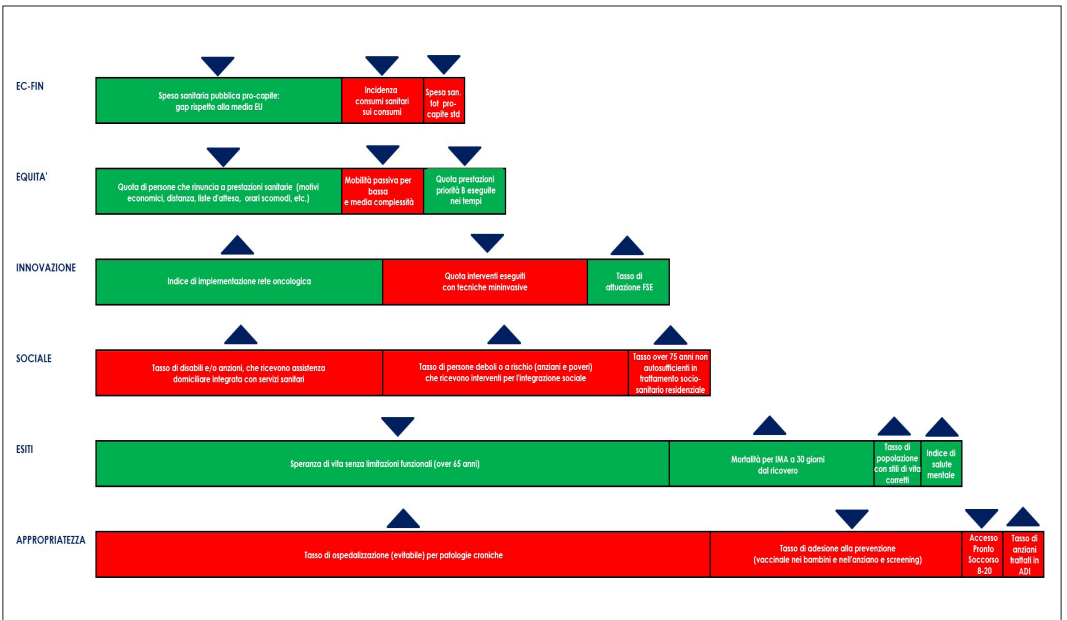 EC-FIN
Spesa sanitaria pubblica pro-capite:
gap rispetto alla media EU
Incidenza
consumi sanitari
sui consumi
Spesa san.
tot pro-
capite std
EQUITA'
Quota di persone che rinuncia a prestazioni sanitarie (motivi
economici, distanza, liste d'attesa, orari scomodi, etc.)
Mobilità passiva per
bassa
e media complessità
Quota prestazioni
priorità B eseguite
nei tempi
INNOVAZIONE
Indice di implementazione rete oncologica
Quota interventi eseguiti
con tecniche mininvasive
Tasso di
attuazione FSE
SOCIALE
Tasso di disabili e/o anziani, che ricevono assistenza
domiciliare integrata con servizi sanitari
Tasso di persone deboli o a rischio (anziani e poveri)
che ricevono interventi per l'integrazione sociale
Tasso over 75 anni non
autosufficienti in
trattamento socio-
sanitario residenziale
ESITI
Speranza di vita senza limitazioni funzionali (over 65 anni)
Mortalità per IMA a 30 giorni
dal ricovero
Tasso di
popolazione
con stili di vita
corretti
Indice di
salute
mentale
APPROPRIATEZZA
Tasso di ospedalizzazione (evitabile) per patologie croniche
Tasso di adesione alla prevenzione
(vaccinale nei bambini e nell'anziano e screening)
Accesso
Pronto
Soccorso
8-20
Tasso di
anziani
trattati in
ADI